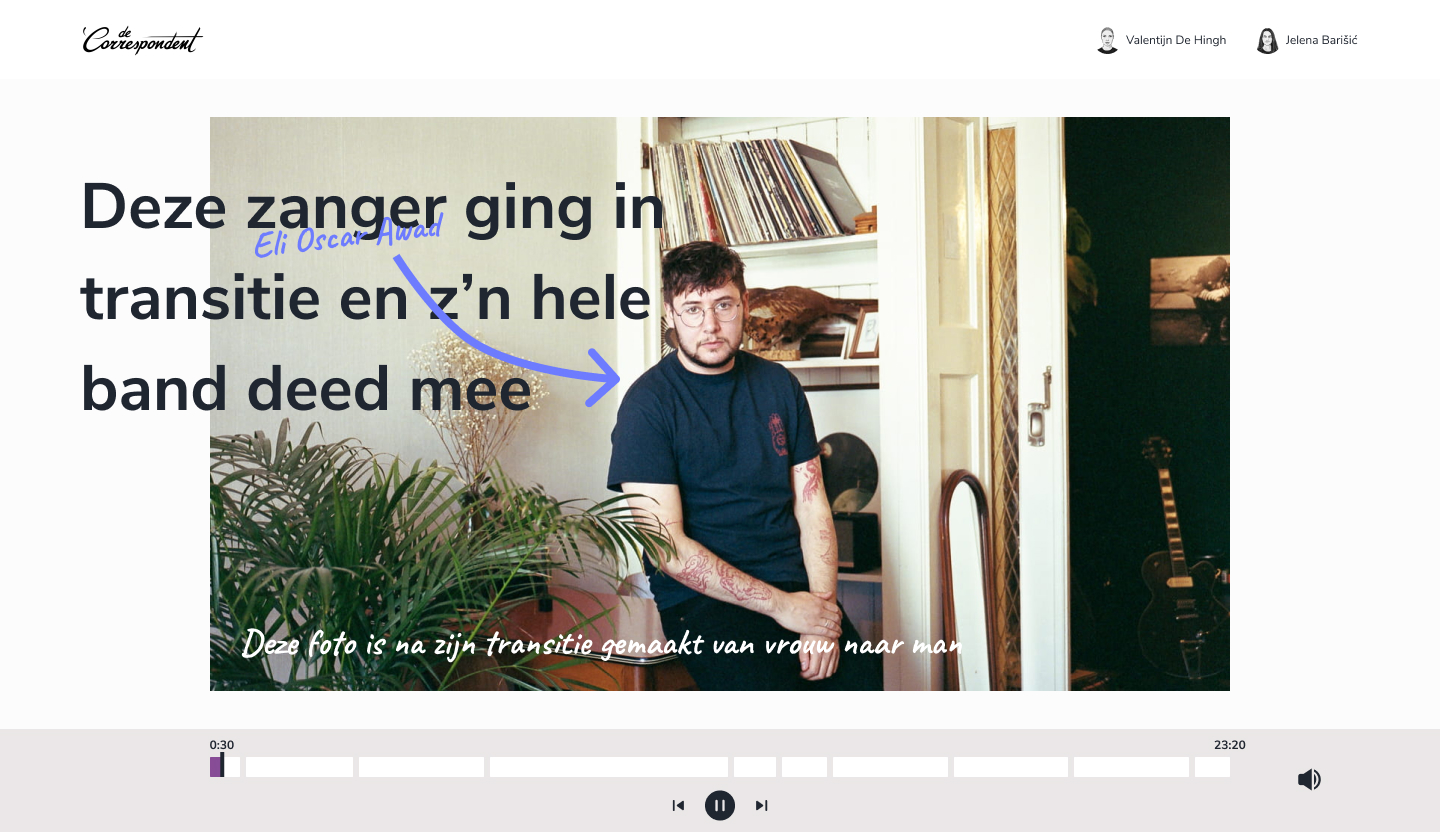 de
Correspondent
Valentijn De Hingh
Jelena Barišić
Deze zanger ging in
Eli Oscar Awad
transitie en z’n hele
band deed mee
Deze foto is na zijn transitie gemaakt van vrouw naar man
0:30
23:20